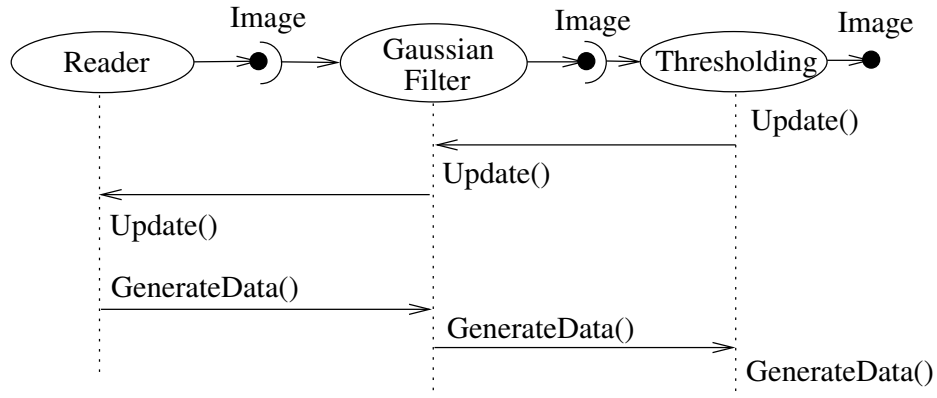 Image
Image
Image
Reader
Gaussian
Filter
Thresholding
Update()
Update()
Update()
GenerateData()
GenerateData()
GenerateData()